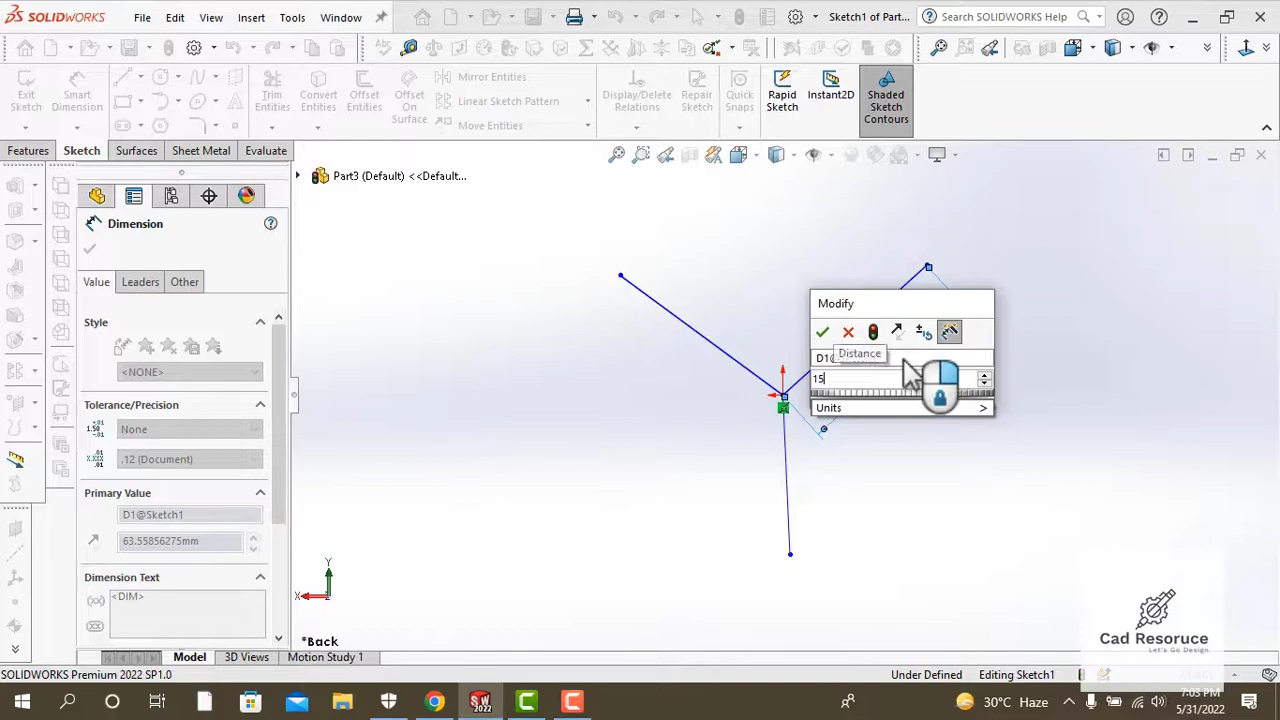 SOLIDWORKS File Edit View Insert Tools Window Sketch1 of Part... Search SOLIDWORKS Help
Exit Sketch Smart Dimension Trim Entities Convert Entities Offset Entities Offset On Surface Mirror Entities Linear Sketch Pattern Move Entities Display/Delete Relations Repair Sketch Quick Snaps Rapid Sketch Instant2D Shaded Sketch Contours
Features Sketch Surfaces Sheet Metal Evaluate
Part3 (Default) <<Default...
Dimension
Value Leaders Other
Style
<NONE>
Tolerance/Precision
None
.12 (Document)
Primary Value
D1@Sketch1
63.55856275mm
Dimension Text
<DIM>
Modify
Distance
15
Units >
Y
X
*Back
Cad Resoruce
Let's Go Design
Model 3D Views Motion Study 1
SOLIDWORKS Premium 2022 SP1.0 Under Defined Editing Sketch1
30°C Haze
7:03 PM
5/31/2022